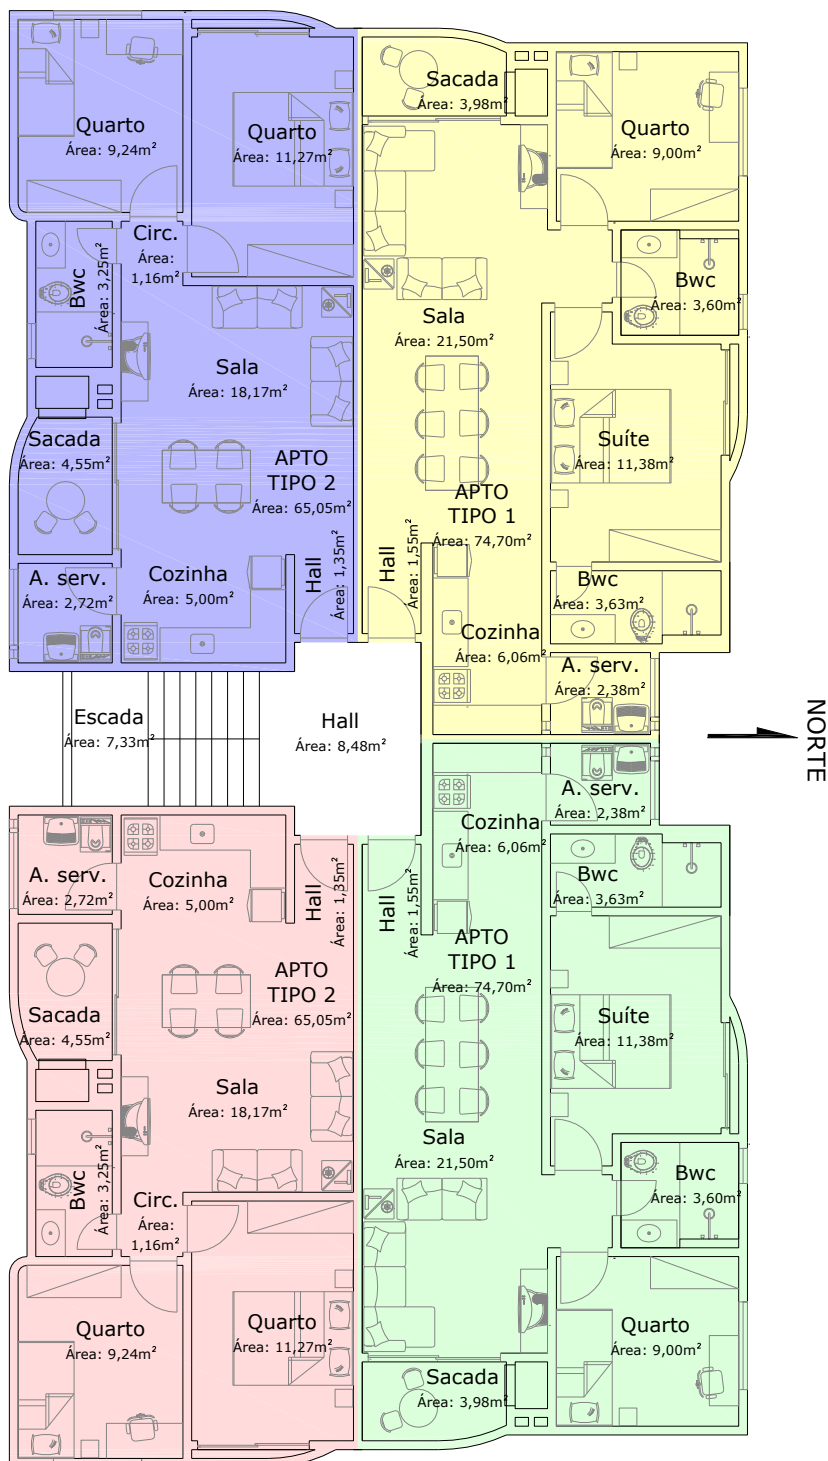 Quarto
Área: 9,24m²
Quarto
Área: 11,27m²
Circ.
Área:
1,16m²
Bwc
Área: 3,25m²
Sala
Área: 18,17m²
Sacada
Área: 4,55m²
APTO
TIPO 2
Área: 65,05m²
A. serv.
Área: 2,72m²
Cozinha
Área: 5,00m²
Hall
Área: 1,35m²
Sacada
Área: 3,98m²
Quarto
Área: 9,00m²
Bwc
Área: 3,60m²
Sala
Área: 21,50m²
Suíte
Área: 11,38m²
APTO
TIPO 1
Área: 74,70m²
Hall
Área: 1,55m²
Bwc
Área: 3,63m²
Cozinha
Área: 6,06m²
A. serv.
Área: 2,38m²
Escada
Área: 7,33m²
Hall
Área: 8,48m²
NORTE
A. serv.
Área: 2,72m²
Cozinha
Área: 5,00m²
Hall
Área: 1,35m²
APTO
TIPO 2
Área: 65,05m²
Sacada
Área: 4,55m²
Sala
Área: 18,17m²
Bwc
Área: 3,25m²
Circ.
Área:
1,16m²
Quarto
Área: 9,24m²
Quarto
Área: 11,27m²
A. serv.
Área: 2,38m²
Cozinha
Área: 6,06m²
Bwc
Área: 3,63m²
Hall
Área: 1,55m²
APTO
TIPO 1
Área: 74,70m²
Suíte
Área: 11,38m²
Sala
Área: 21,50m²
Bwc
Área: 3,60m²
Quarto
Área: 9,00m²
Sacada
Área: 3,98m²